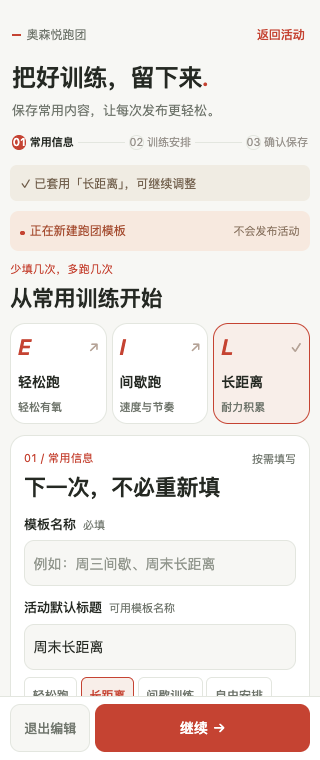 奥森悦跑团
返回活动
把好训练，留下来.
保存常用内容，让每次发布更轻松。
01 常用信息 02 训练安排 03 确认保存
✓ 已套用「长距离」，可继续调整
正在新建跑团模板 不会发布活动
少填几次，多跑几次
从常用训练开始
E ↗ I ↗ L ✓
轻松跑 间歇跑 长距离
轻松有氧 速度与节奏 耐力积累
01 / 常用信息 按需填写
下一次，不必重新填
模板名称 必填
例如：周三间歇、周末长距离
活动默认标题 可用模板名称
周末长距离
轻松跑 长距离 间歇训练 自由安排
退出编辑 继续 →